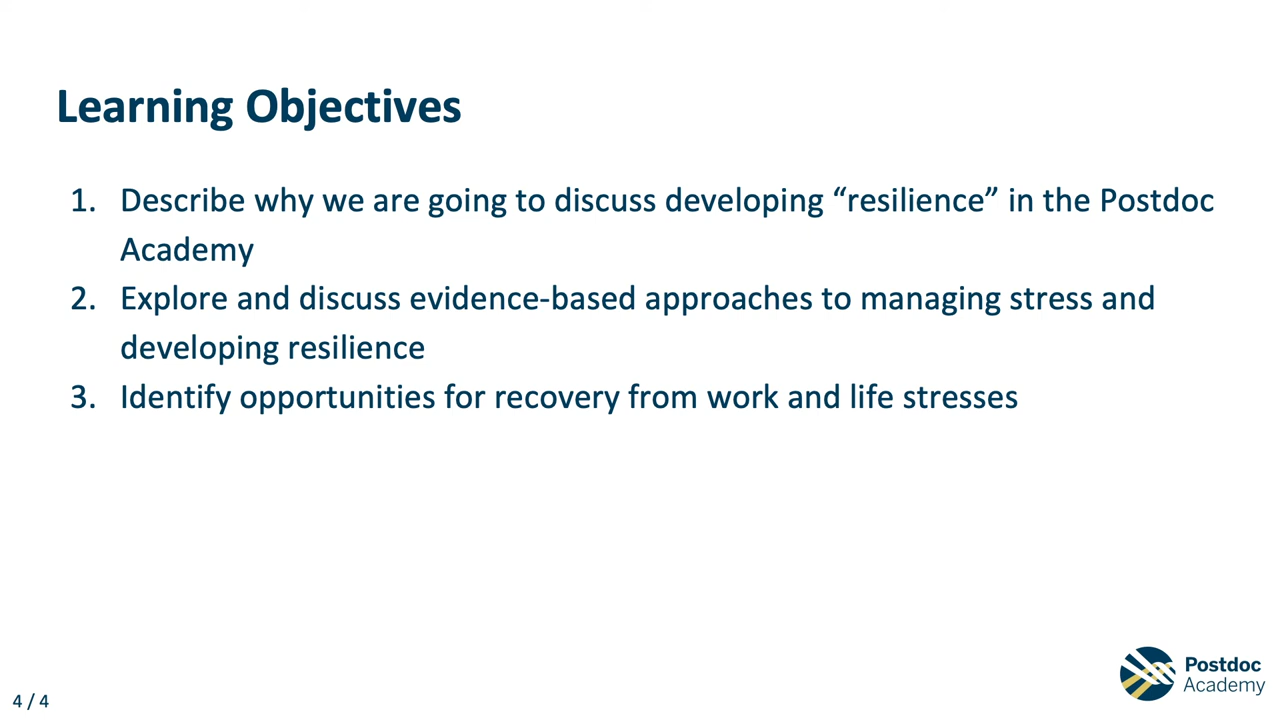 Learning Objectives
1. Describe why we are going to discuss developing “resilience” in the Postdoc
Academy
2. Explore and discuss evidence-based approaches to managing stress and
developing resilience
3. Identify opportunities for recovery from work and life stresses
Postdoc
Academy
4 / 4